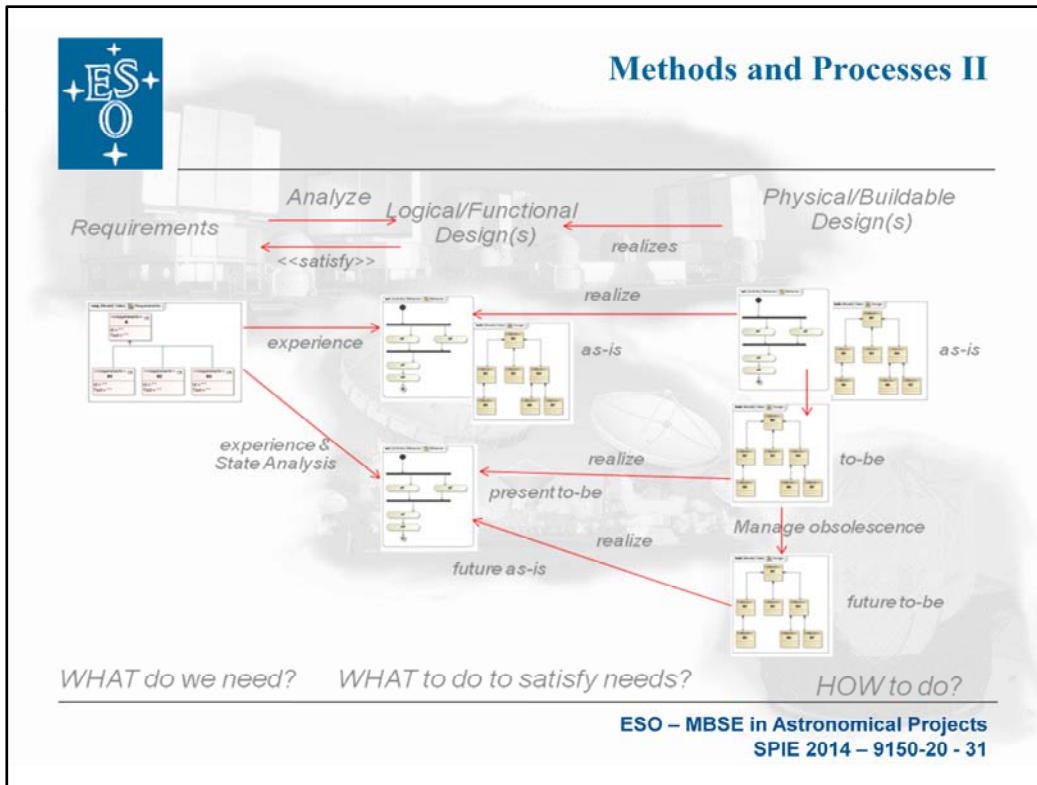 ESO
Methods and Processes II
Requirements
Analyze
<<satisfy>>
Logical/Functional
Design(s)
realizes
Physical/Buildable
Design(s)
experience
realize
as-is
as-is
experience &
State Analysis
realize
present to-be
to-be
Manage obsolescence
realize
future as-is
future to-be
WHAT do we need?
WHAT to do to satisfy needs?
HOW to do?
ESO – MBSE in Astronomical Projects
SPIE 2014 – 9150-20 - 31